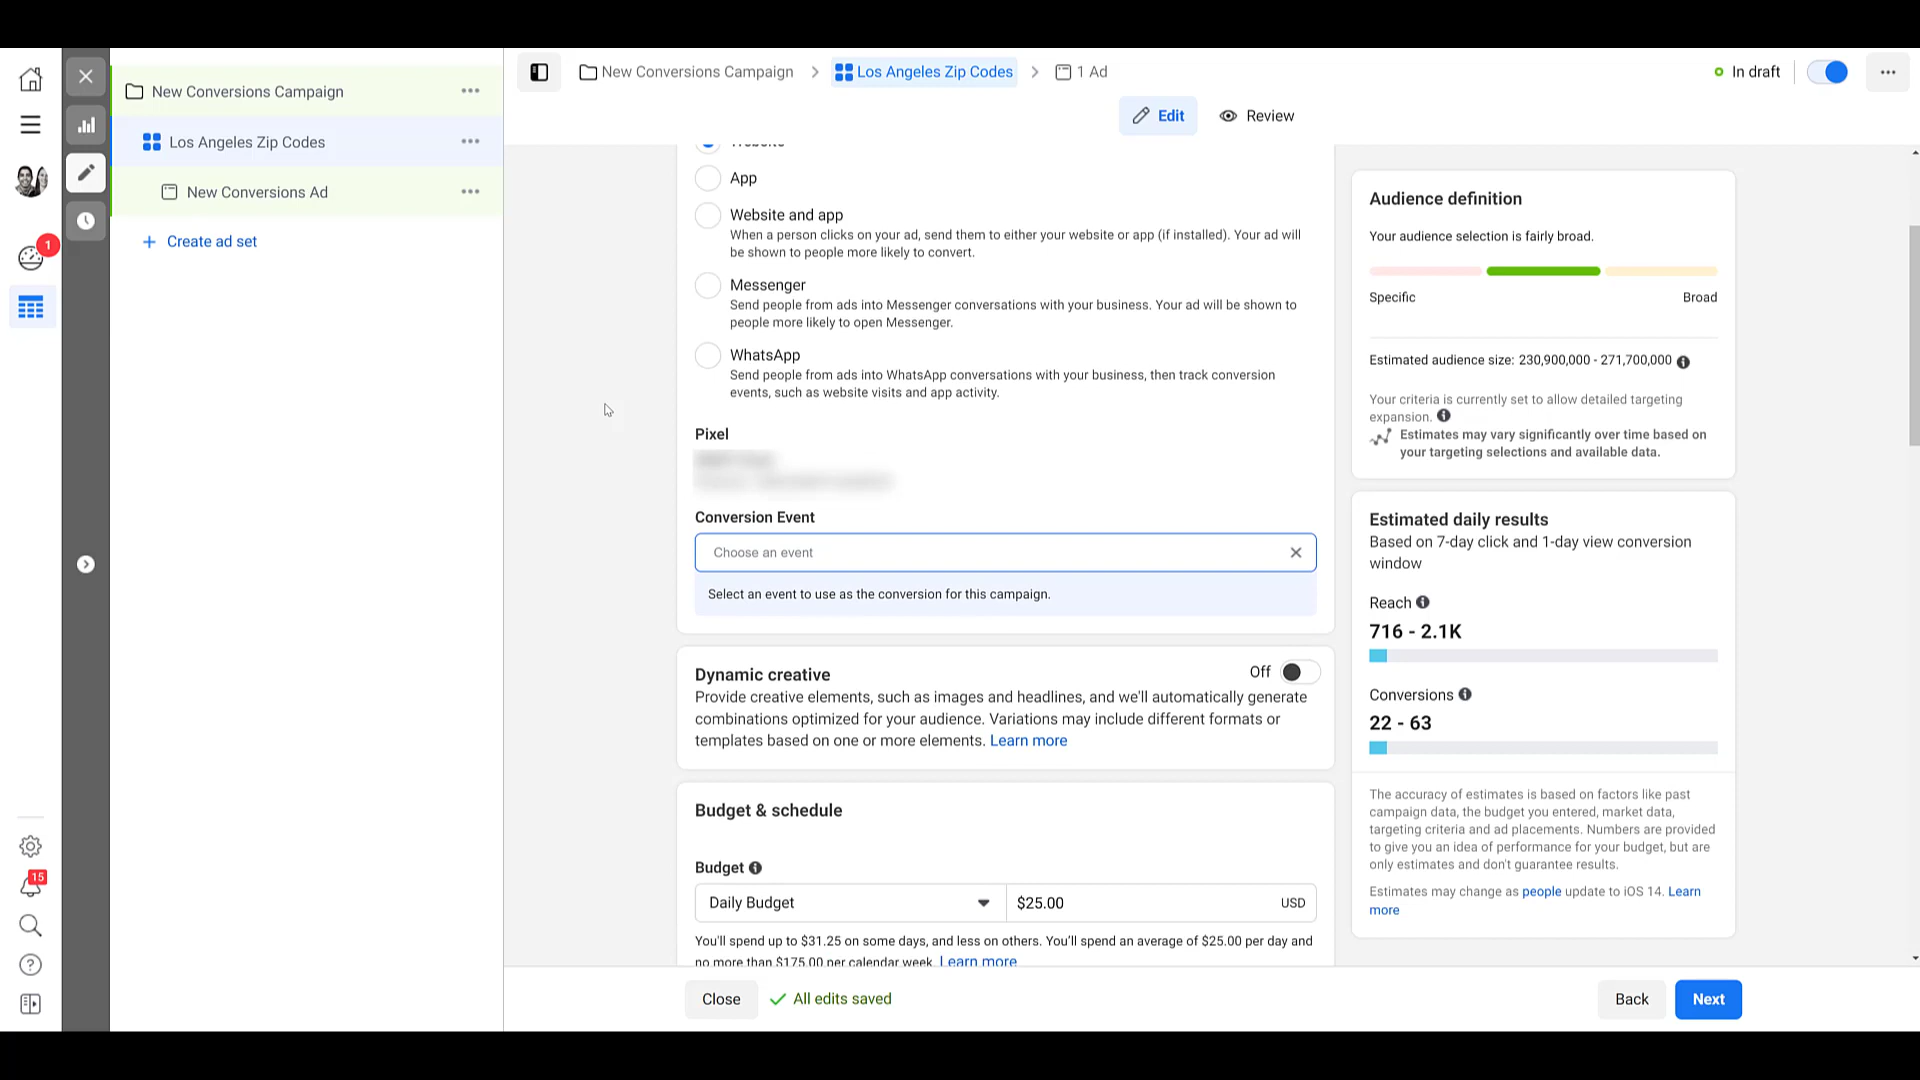 New Conversions Campaign
Los Angeles Zip Codes
New Conversions Ad
Create ad set
1
15
New Conversions Campaign
Los Angeles Zip Codes
1 Ad
In draft
Edit
Review
Website
App
Website and app
When a person clicks on your ad, send them to either your website or app (if installed). Your ad will
be shown to people more likely to convert.
Messenger
Send people from ads into Messenger conversations with your business. Your ad will be shown to
people more likely to open Messenger.
WhatsApp
Send people from ads into WhatsApp conversations with your business, then track conversion
events, such as website visits and app activity.
Pixel
Conversion Event
Choose an event
Select an event to use as the conversion for this campaign.
Dynamic creative
Off
Provide creative elements, such as images and headlines, and we'll automatically generate
combinations optimized for your audience. Variations may include different formats or
templates based on one or more elements. Learn more
Budget & schedule
Budget
Daily Budget
$25.00
USD
You'll spend up to $31.25 on some days, and less on others. You'll spend an average of $25.00 per day and
no more than $175.00 per calendar week. Learn more
Close
All edits saved
Back
Next
Audience definition
Your audience selection is fairly broad.
Specific
Broad
Estimated audience size: 230,900,000 - 271,700,000
Your criteria is currently set to allow detailed targeting
expansion.
Estimates may vary significantly over time based on
your targeting selections and available data.
Estimated daily results
Based on 7-day click and 1-day view conversion
window
Reach
716 - 2.1K
Conversions
22 - 63
The accuracy of estimates is based on factors like past
campaign data, the budget you entered, market data,
targeting criteria and ad placements. Numbers are provided
to give you an idea of performance for your budget, but are
only estimates and don't guarantee results.
Estimates may change as people update to iOS 14. Learn
more